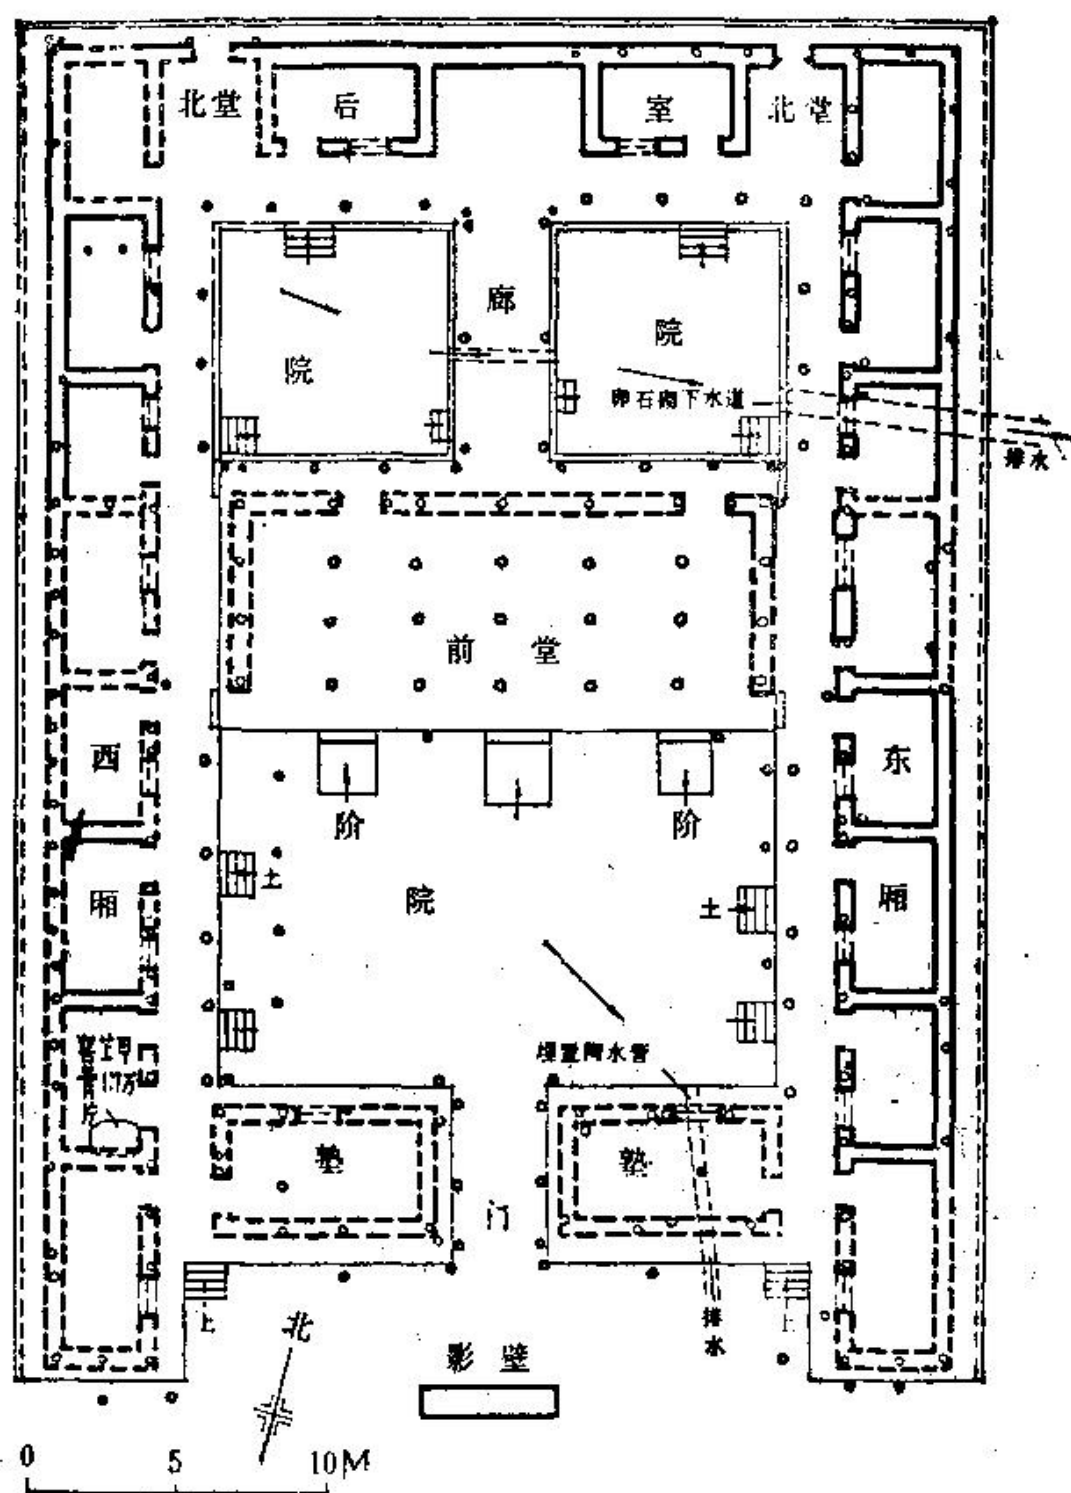 北堂 后 室 北堂
廊
院 院
卵石砌下水道
排水
前 堂
西 东
阶 阶
厢 院 厢
上 上
埋置陶水管
塾 塾
门
排水
上 上
北
影 壁
0 5 10M